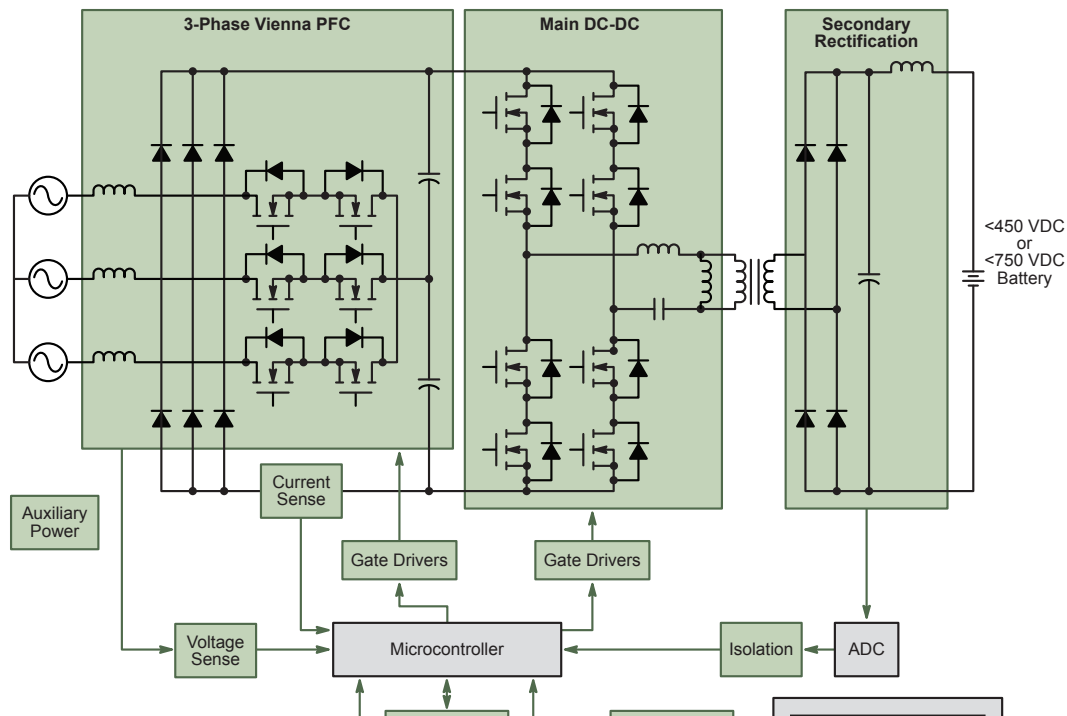 3-Phase Vienna PFC
Main DC-DC
Secondary
Rectification
<450 VDC
or
<750 VDC
Battery
Current
Sense
Auxiliary
Power
Gate Drivers
Gate Drivers
Voltage
Sense
Microcontroller
Isolation
ADC